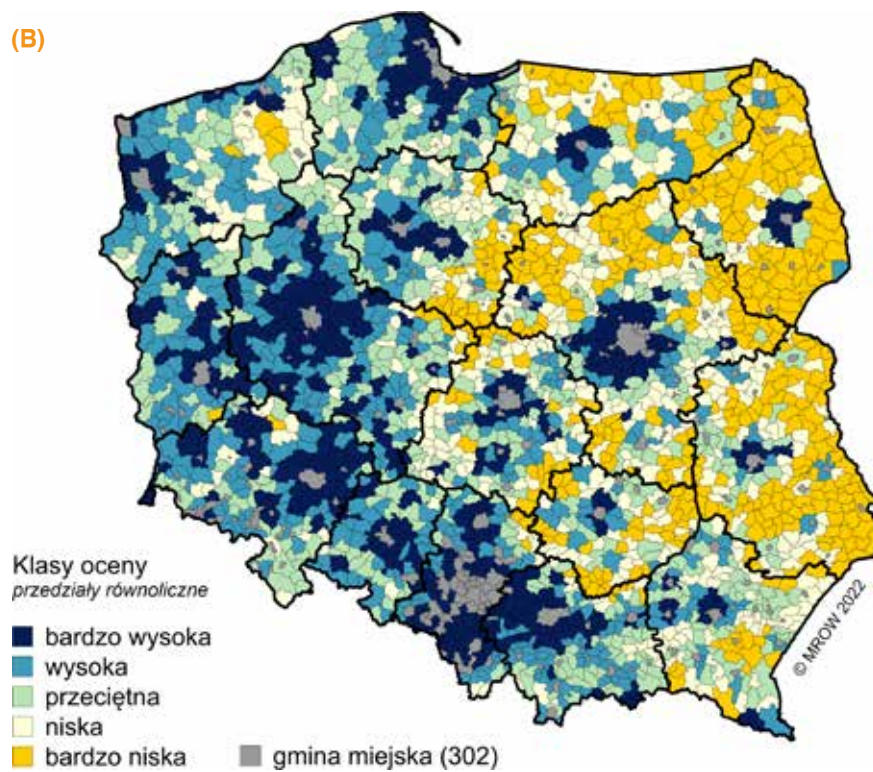 (B)
Klasy oceny
przedziały równoliczne
bardzo wysoka
wysoka
przeciętna
niska
bardzo niska
gmina miejska (302)
© MROW 2022